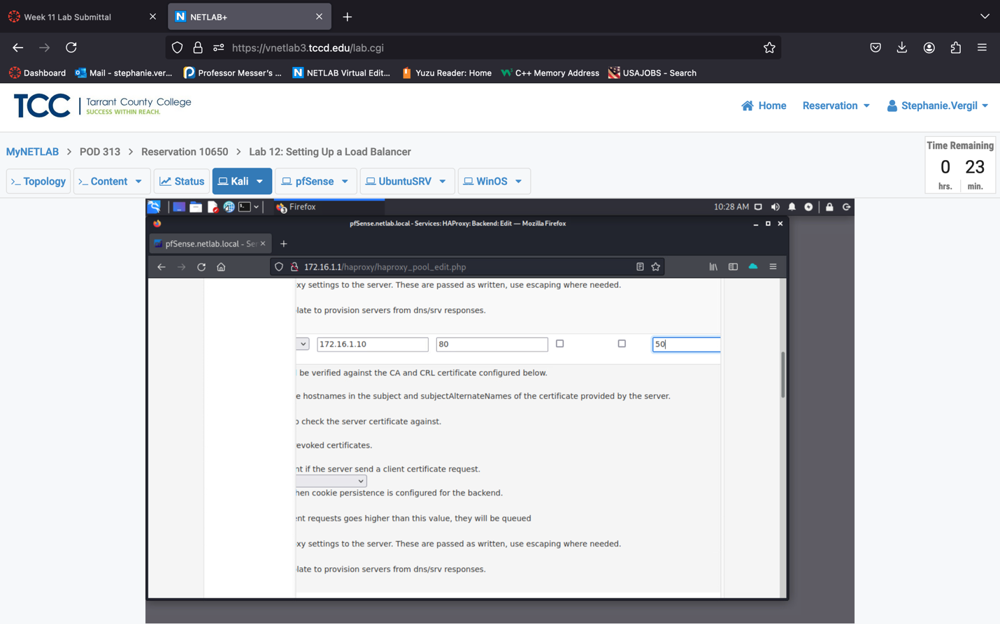 Week 11 Lab Submittal
NETLAB+
https://vnetlab3.tccd.edu/lab.cgi
Dashboard
Mail - stephanie.ver...
Professor Messer's ...
NETLAB Virtual Edit...
Yuzu Reader: Home
C++ Memory Address
USAJOBS - Search
TCC
Tarrant County College
SUCCESS WITHIN REACH.
Home
Reservation
Stephanie.Vergil
MyNETLAB > POD 313 > Reservation 10650 > Lab 12: Setting Up a Load Balancer
Time Remaining
0 23
hrs. min.
>_ Topology
>_ Content
Status
Kali
pfSense
UbuntuSRV
WinOS
3 Firefox
10:28 AM
pfSense.netlab.local - Services: HAProxy: Backend: Edit — Mozilla Firefox
pfSense.netlab.local - Ser
172.16.1.1/haproxy/haproxy_pool_edit.php
xy settings to the server. These are passed as written, use escaping where needed.
late to provision servers from dns/srv responses.
172.16.1.10
80
50
be verified against the CA and CRL certificate configured below.
e hostnames in the subject and subjectAlternateNames of the certificate provided by the server.
o check the server certificate against.
evoked certificates.
nt if the server send a client certificate request.
hen cookie persistence is configured for the backend.
ent requests goes higher than this value, they will be queued
xy settings to the server. These are passed as written, use escaping where needed.
late to provision servers from dns/srv responses.